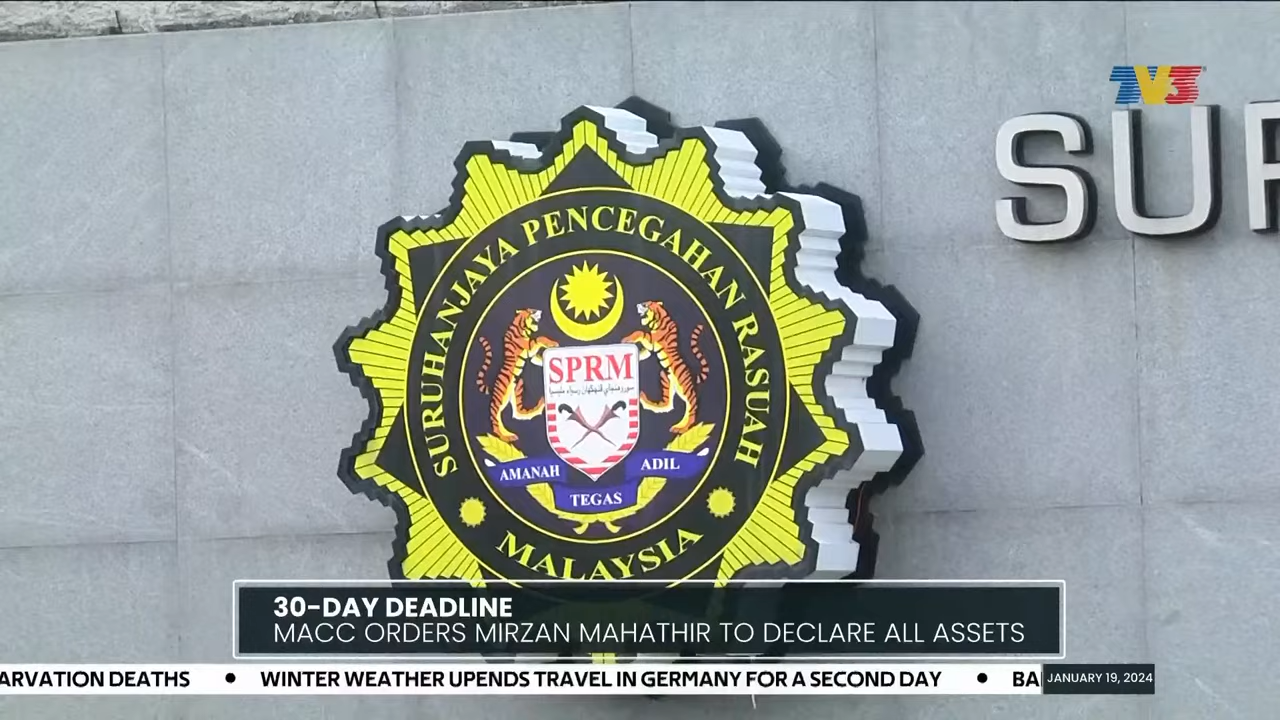 TV3
SU
SURUHANJAYA PENCEGAHAN RASUAH
SPRM
AMANAH
ADIL
TEGAS
MALAYSIA
30-DAY DEADLINE
MACC ORDERS MIRZAN MAHATHIR TO DECLARE ALL ASSETS
ARVATION DEATHS • WINTER WEATHER UPENDS TRAVEL IN GERMANY FOR A SECOND DAY • BA
JANUARY 19, 2024